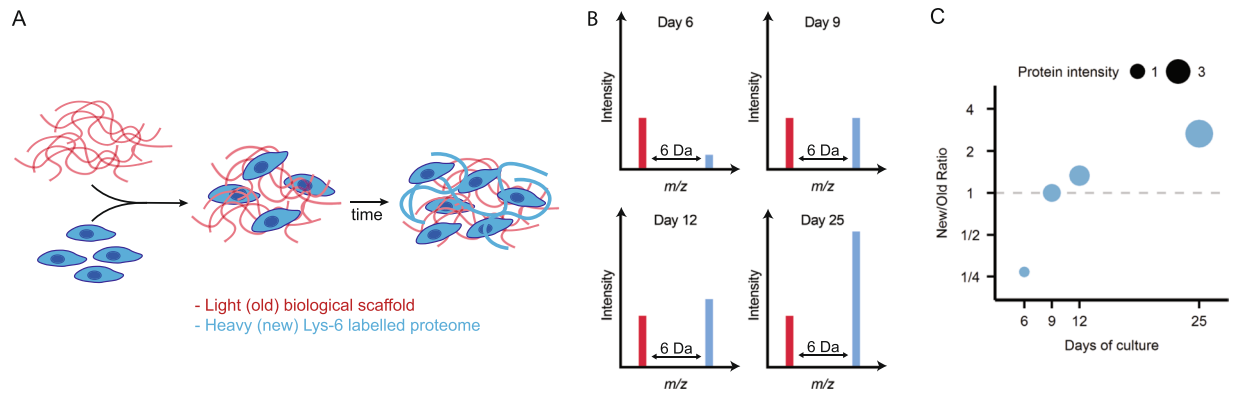 A
time
- Light (old) biological scaffold
- Heavy (new) Lys-6 labelled proteome
B
Day 6
Intensity
6 Da
m/z
Day 9
Intensity
6 Da
m/z
Day 12
Intensity
6 Da
m/z
Day 25
Intensity
6 Da
m/z
C
Protein intensity 1 3
New/Old Ratio
4
2
1
1/2
1/4
6 9 12 25
Days of culture